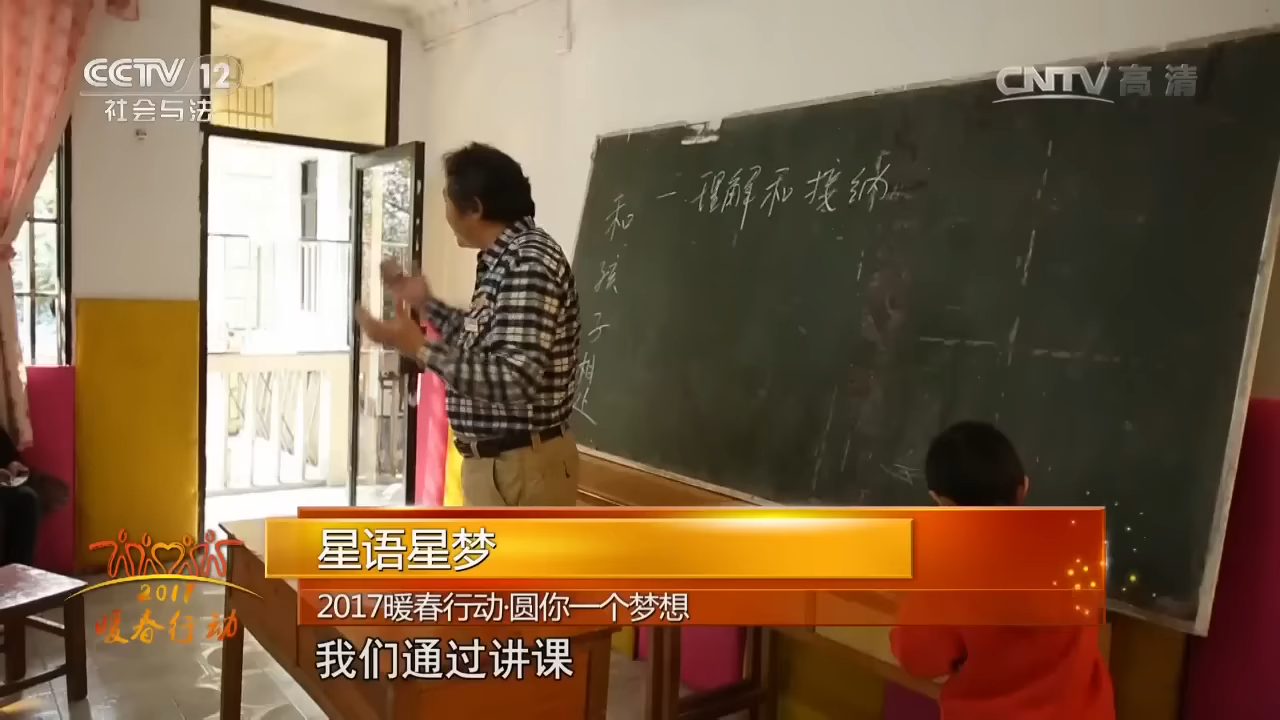 CCTV 12
社会与法
CNTV 高清
一.理解和接纳
和孩子相处
星语星梦
2017暖春行动·圆你一个梦想
我们通过讲课
2017
暖春行动